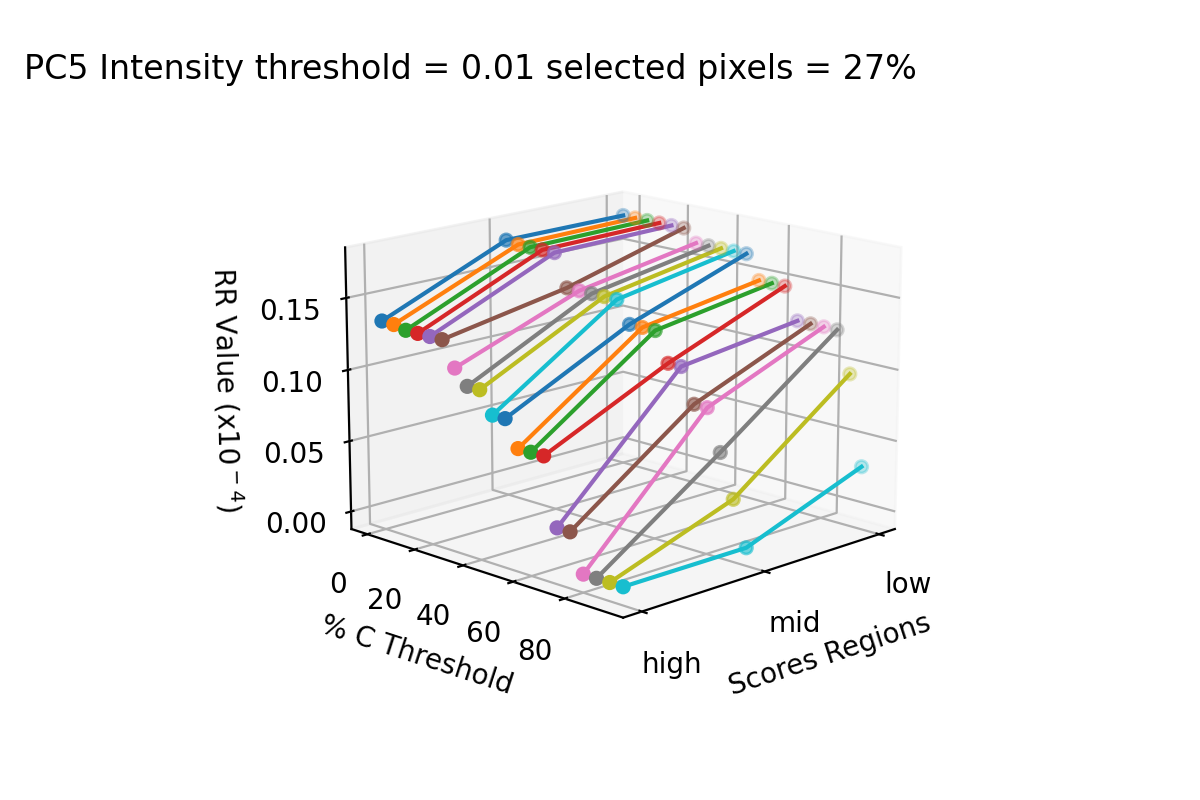 PC5 Intensity threshold = 0.01 selected pixels = 27%
RR Value (x10⁻⁴)
0.15
0.10
0.05
0.00
0
20
40
60
80
% C Threshold
high
mid
low
Scores Regions